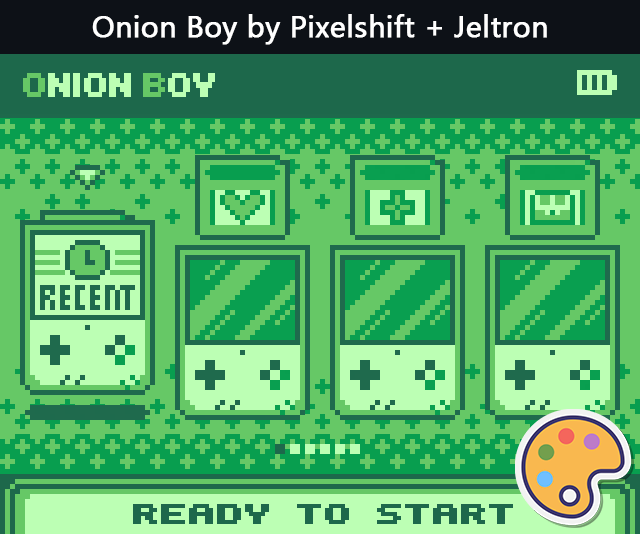 Onion Boy by Pixelshift + Jeltron
ONION BOY
RECENT
READY TO START